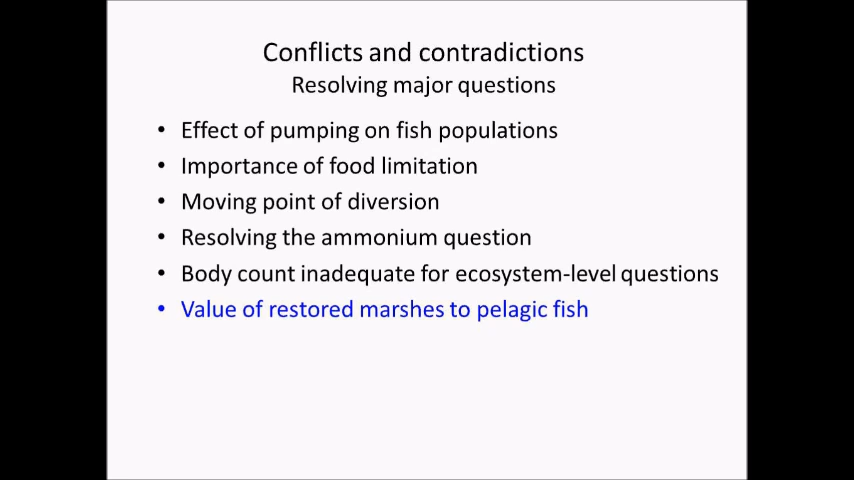 Conflicts and contradictions
Resolving major questions
• Effect of pumping on fish populations
• Importance of food limitation
• Moving point of diversion
• Resolving the ammonium question
• Body count inadequate for ecosystem-level questions
• Value of restored marshes to pelagic fish